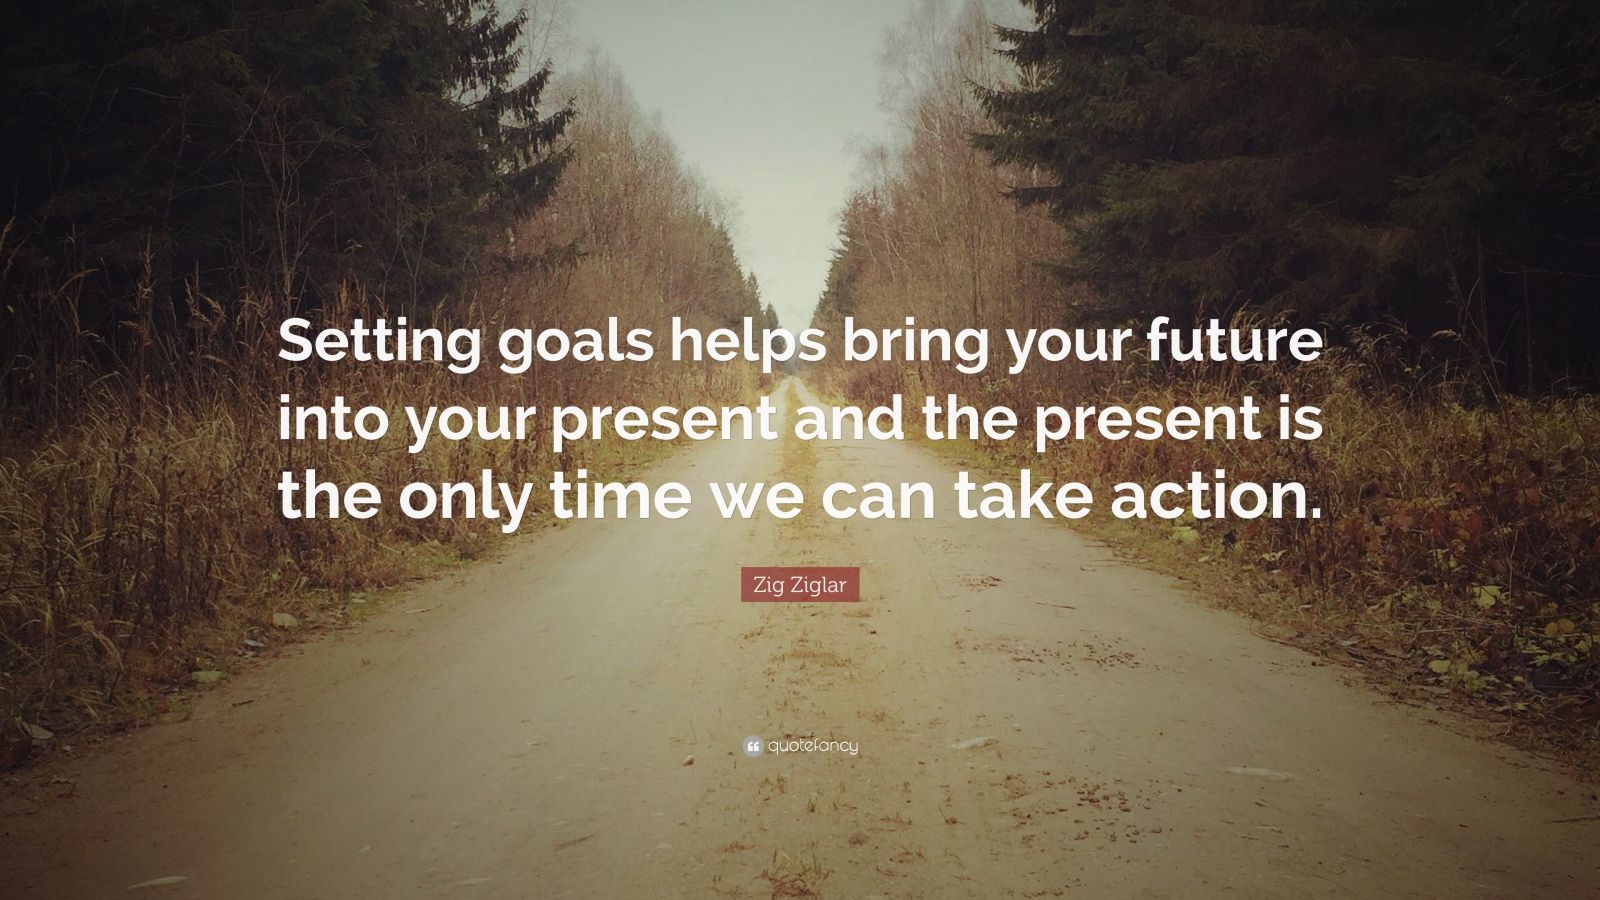 Setting goals helps bring your future
into your present and the present is
the only time we can take action.
Zig Ziglar
quotefancy